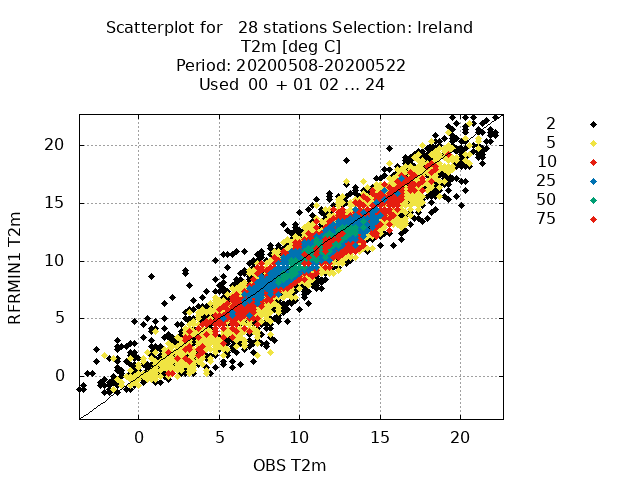 Scatterplot for 28 stations Selection: Ireland
T2m [deg C]
Period: 20200508-20200522
Used 00 + 01 02 ... 24
2
5
10
25
50
75
20
15
10
5
0
RFRMIN1 T2m
0 5 10 15 20
OBS T2m